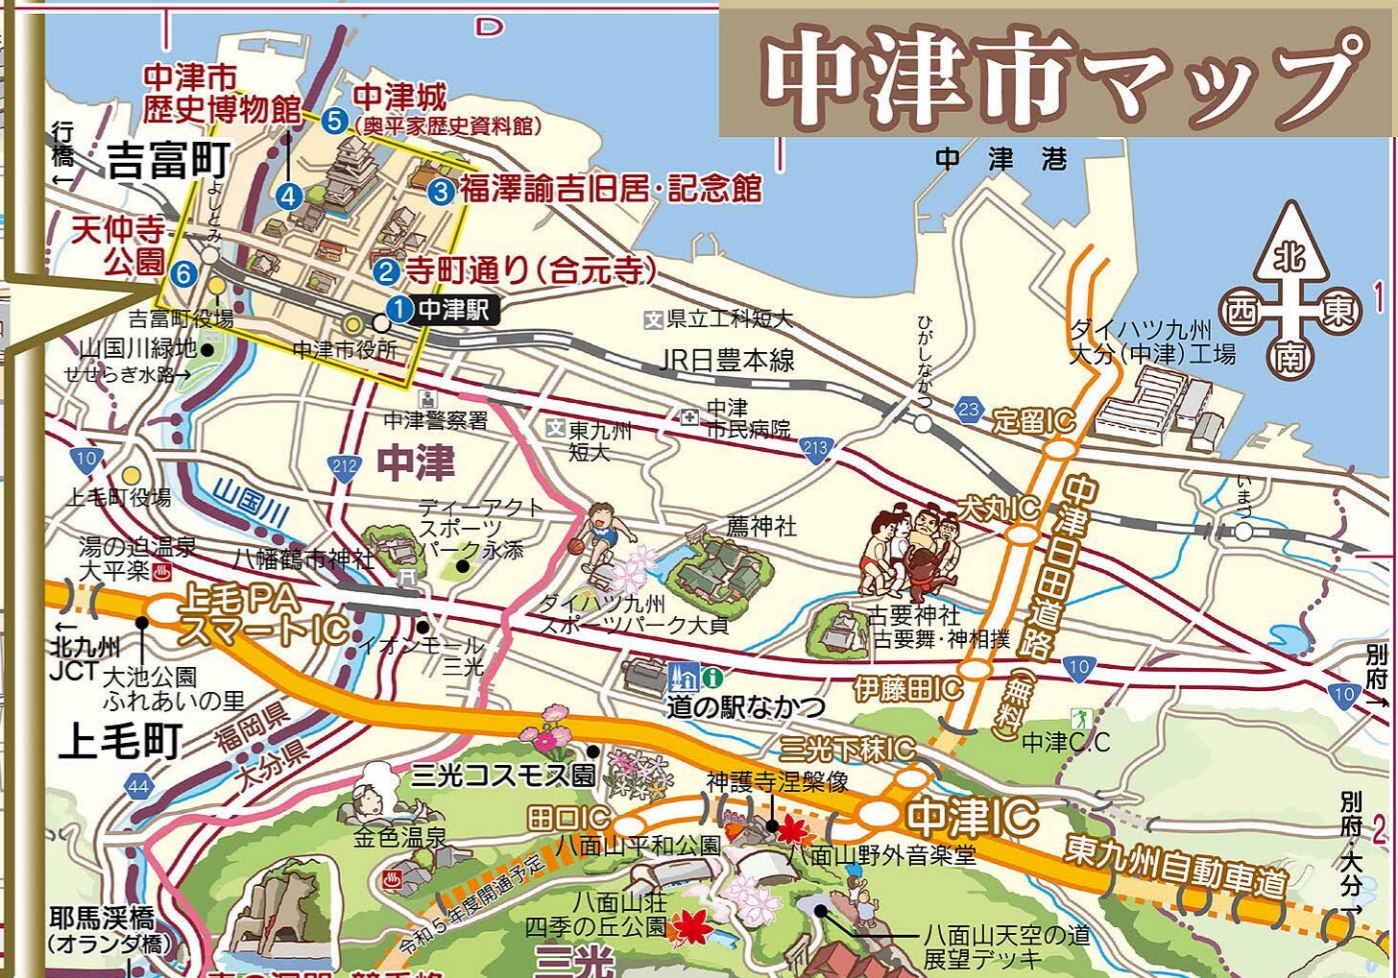 中津市マップ
D
中津市
歴史博物館
中津城
(奥平家歴史資料館)
5
行橋
←
吉富町
よしとみ
4
3
福澤諭吉旧居・記念館
中津港
天仲寺
公園
6
2
寺町通り(合元寺)
1
中津駅
吉富町役場
中津市役所
山国川緑地
せせらぎ水路→
文
県立工科短大
JR日豊本線
ひがしなかつ
ダイハツ九州
大分(中津)工場
北
西
東
南
1
中津警察署
文
東九州
短大
中津
市民病院
23
定留IC
213
10
212
中津
上毛町役場
山国川
ディーアクト
スポーツ
パーク永添
薦神社
犬丸IC
いまづ
中津日田道路(無料)
湯の迫温泉
大平楽
八幡鶴市神社
上毛PA
スマートIC
←
北九州
JCT
大池公園
ふれあいの里
イオンモール
三光
ダイハツ九州
スポーツパーク大貞
古要神社
古要舞・神相撲
伊藤田IC
10
10
別府→
道の駅なかつ
上毛町
福岡県
大分県
44
三光コスモス園
三光下秣IC
中津C.C
神護寺涅槃像
金色温泉
田口IC
八面山平和公園
中津IC
八面山野外音楽堂
東九州自動車道
別府・大分→
2
令和5年度開通予定
八面山荘
四季の丘公園
八面山天空の道
展望デッキ
耶馬渓橋
(オランダ橋)
三光